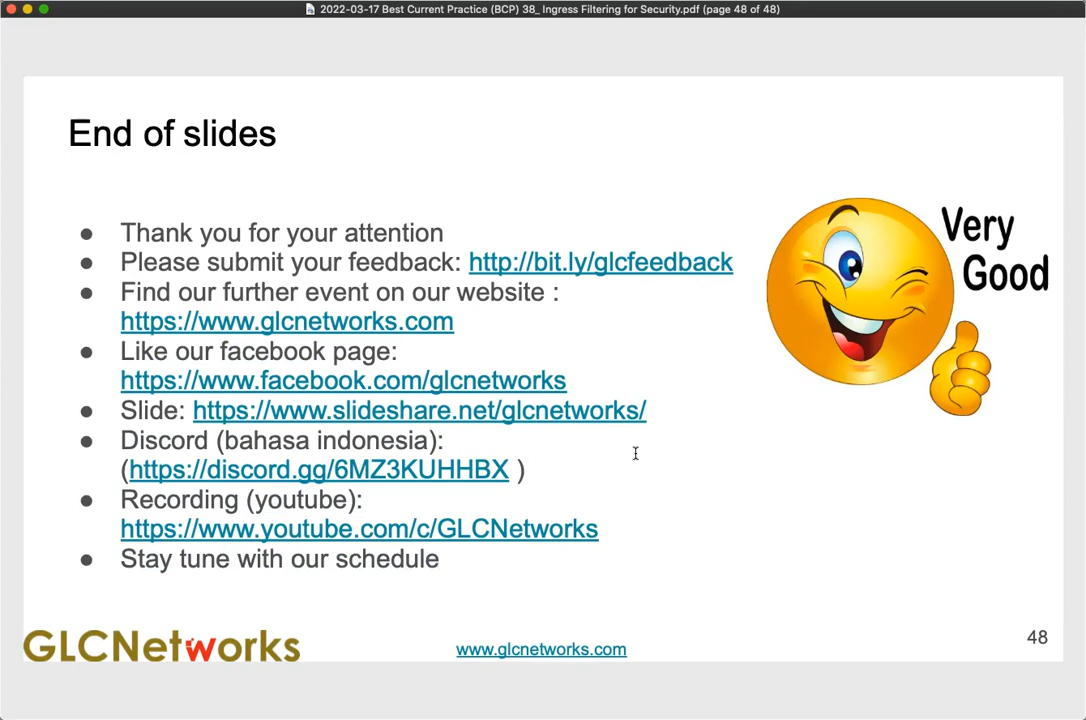 2022-03-17 Best Current Practice (BCP) 38_ Ingress Filtering for Security.pdf (page 48 of 48)
End of slides
● Thank you for your attention
● Please submit your feedback: http://bit.ly/glcfeedback
● Find our further event on our website :
https://www.glcnetworks.com
● Like our facebook page:
https://www.facebook.com/glcnetworks
● Slide: https://www.slideshare.net/glcnetworks/
● Discord (bahasa indonesia):
(https://discord.gg/6MZ3KUHHBX )
● Recording (youtube):
https://www.youtube.com/c/GLCNetworks
● Stay tune with our schedule
Very
Good
GLCNetworks
www.glcnetworks.com
48